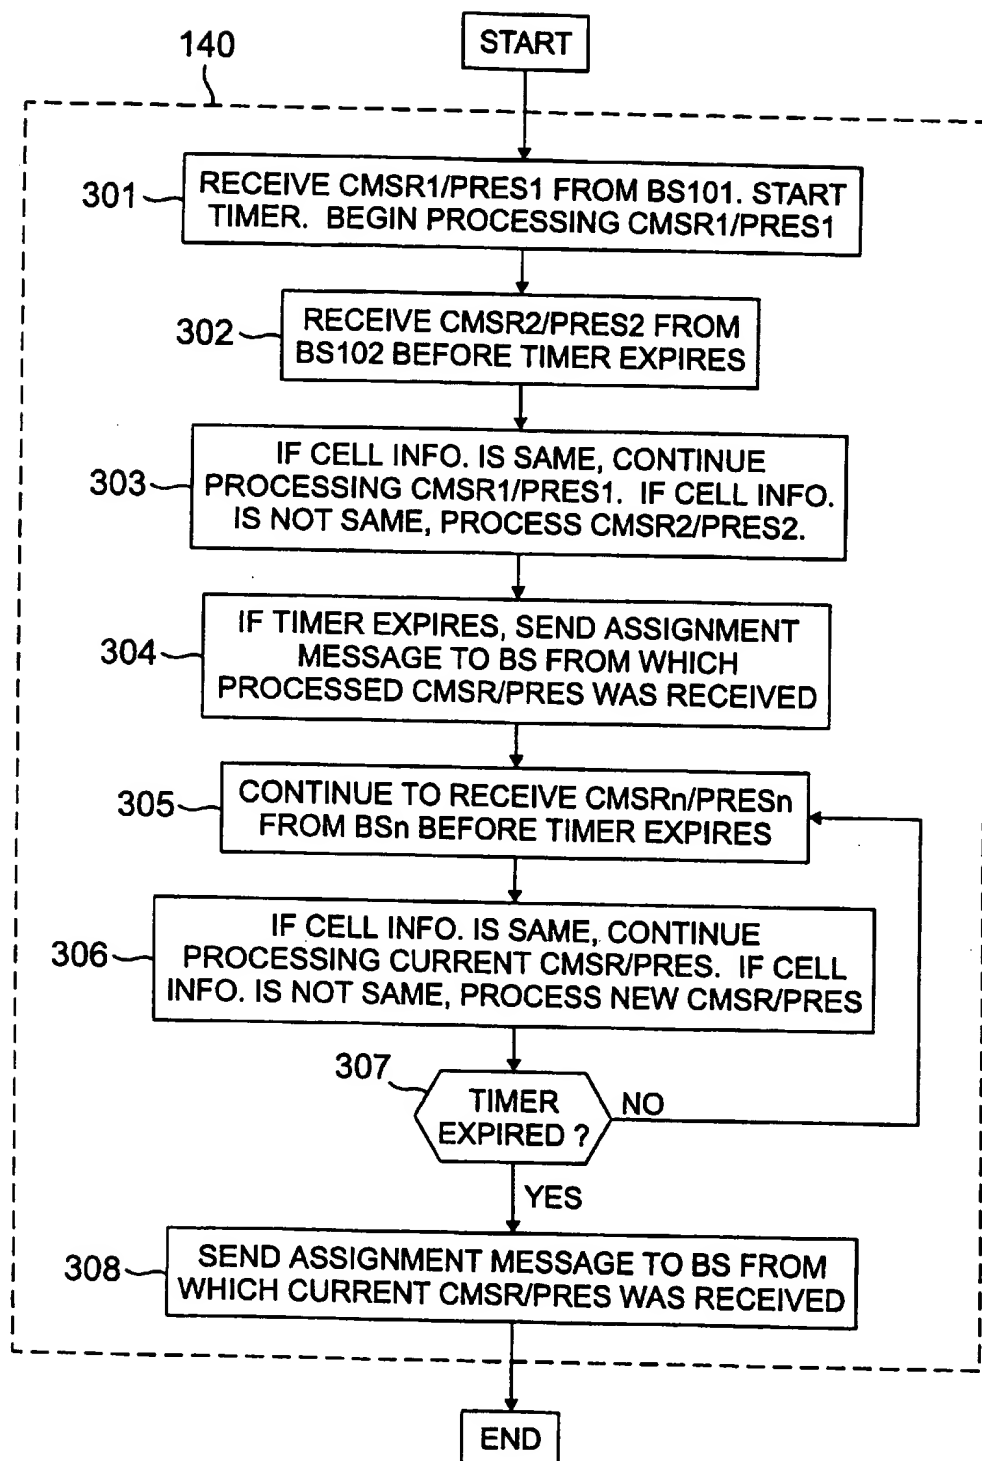 START
140
301
RECEIVE CMSR1/PRES1 FROM BS101. START
TIMER. BEGIN PROCESSING CMSR1/PRES1
302
RECEIVE CMSR2/PRES2 FROM
BS102 BEFORE TIMER EXPIRES
303
IF CELL INFO. IS SAME, CONTINUE
PROCESSING CMSR1/PRES1. IF CELL INFO.
IS NOT SAME, PROCESS CMSR2/PRES2.
304
IF TIMER EXPIRES, SEND ASSIGNMENT
MESSAGE TO BS FROM WHICH
PROCESSED CMSR/PRES WAS RECEIVED
305
CONTINUE TO RECEIVE CMSRn/PRESn
FROM BSn BEFORE TIMER EXPIRES
306
IF CELL INFO. IS SAME, CONTINUE
PROCESSING CURRENT CMSR/PRES. IF CELL
INFO. IS NOT SAME, PROCESS NEW CMSR/PRES
307
TIMER
EXPIRED ?
NO
YES
308
SEND ASSIGNMENT MESSAGE TO BS FROM
WHICH CURRENT CMSR/PRES WAS RECEIVED
END